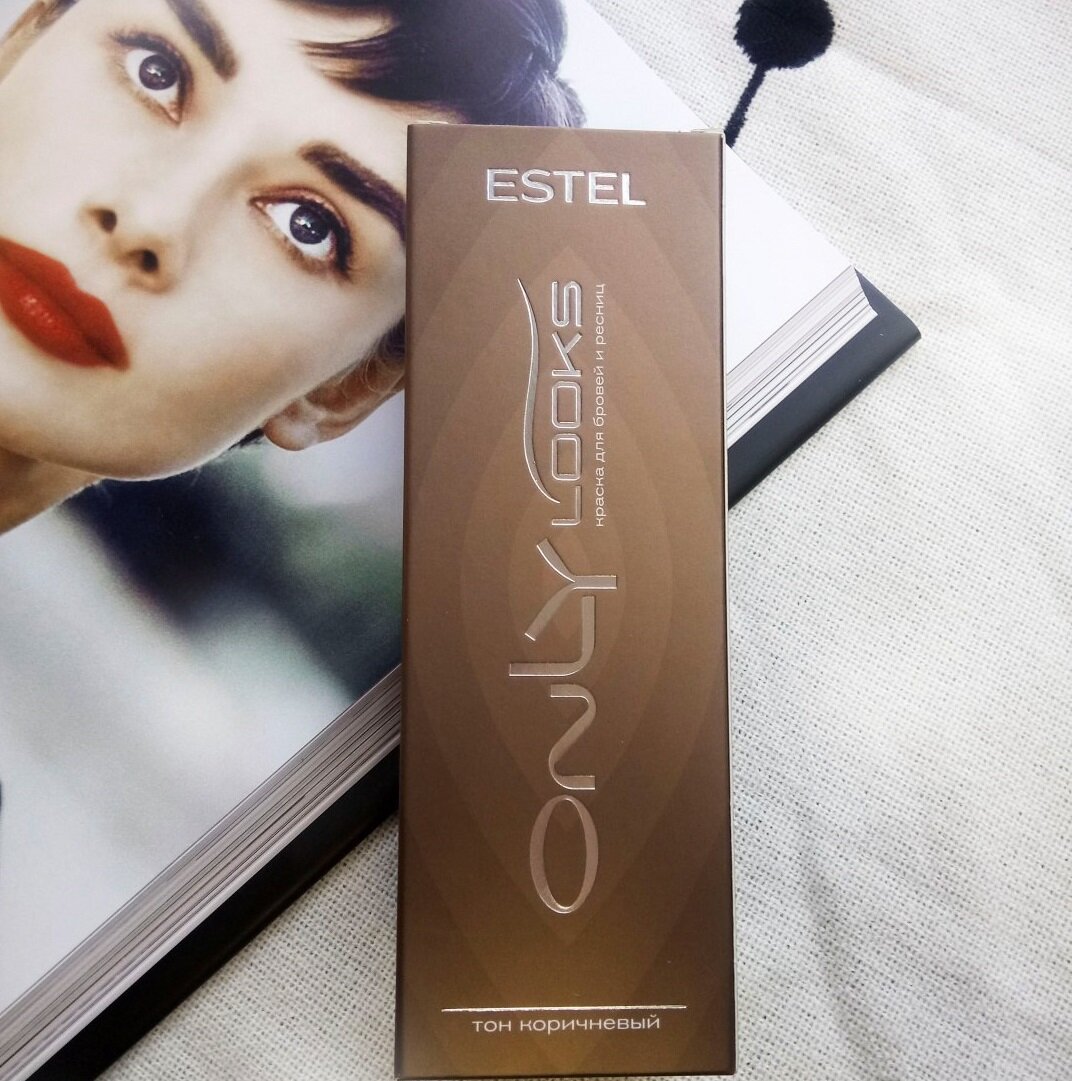 ESTEL
ONLY LOOKS
краска для бровей и ресниц
тон коричневый